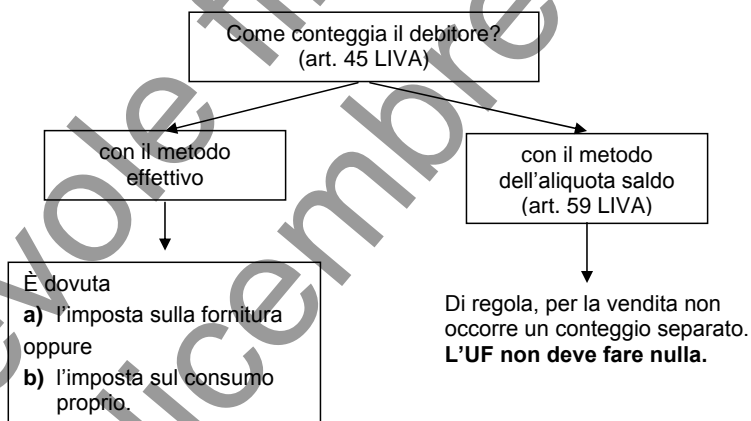 Come conteggia il debitore?
(art. 45 LIVA)
con il metodo
effettivo
con il metodo
dell'aliquota saldo
(art. 59 LIVA)
È dovuta
a) l'imposta sulla fornitura
oppure
b) l'imposta sul consumo
proprio.
Di regola, per la vendita non
occorre un conteggio separato.
L'UF non deve fare nulla.